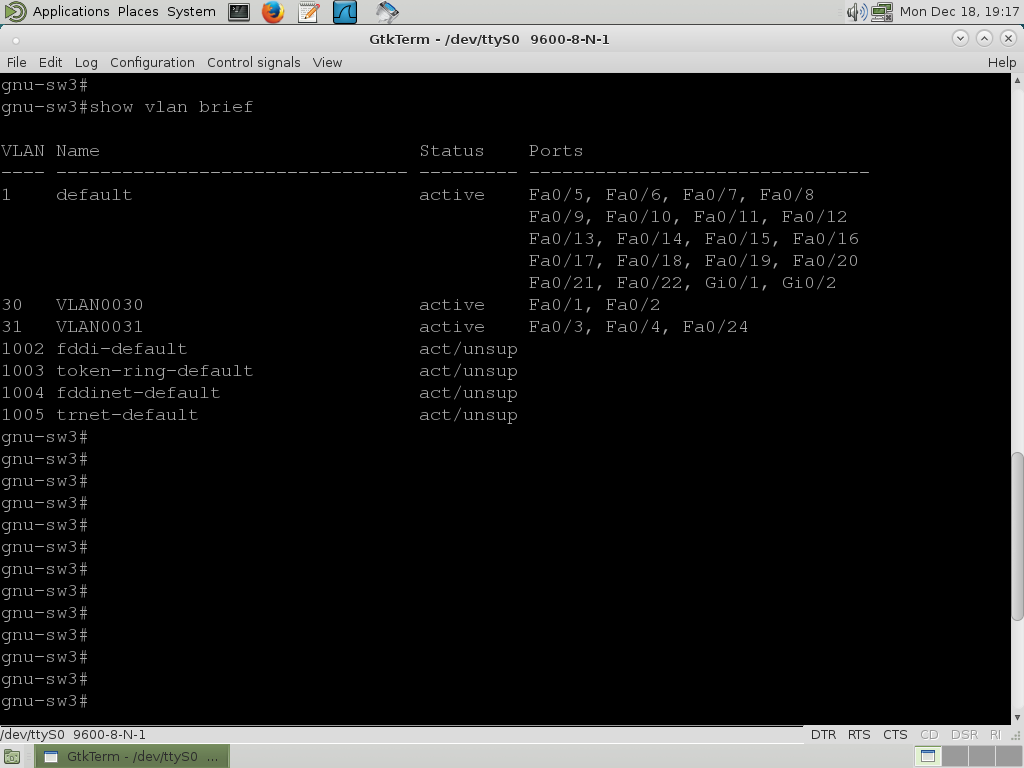 Applications Places System Mon Dec 18, 19:17
GtkTerm - /dev/ttyS0 9600-8-N-1
File Edit Log Configuration Control signals View Help
gnu-sw3#
gnu-sw3#show vlan brief
VLAN Name Status Ports
---- -------------------------------- --------- -------------------------------
1 default active Fa0/5, Fa0/6, Fa0/7, Fa0/8
Fa0/9, Fa0/10, Fa0/11, Fa0/12
Fa0/13, Fa0/14, Fa0/15, Fa0/16
Fa0/17, Fa0/18, Fa0/19, Fa0/20
Fa0/21, Fa0/22, Gi0/1, Gi0/2
30 VLAN0030 active Fa0/1, Fa0/2
31 VLAN0031 active Fa0/3, Fa0/4, Fa0/24
1002 fddi-default act/unsup
1003 token-ring-default act/unsup
1004 fddinet-default act/unsup
1005 trnet-default act/unsup
gnu-sw3#
gnu-sw3#
gnu-sw3#
gnu-sw3#
gnu-sw3#
gnu-sw3#
gnu-sw3#
gnu-sw3#
gnu-sw3#
gnu-sw3#
gnu-sw3#
gnu-sw3#
gnu-sw3#
/dev/ttyS0 9600-8-N-1 DTR RTS CTS CD DSR RI
GtkTerm - /dev/ttyS0 ...